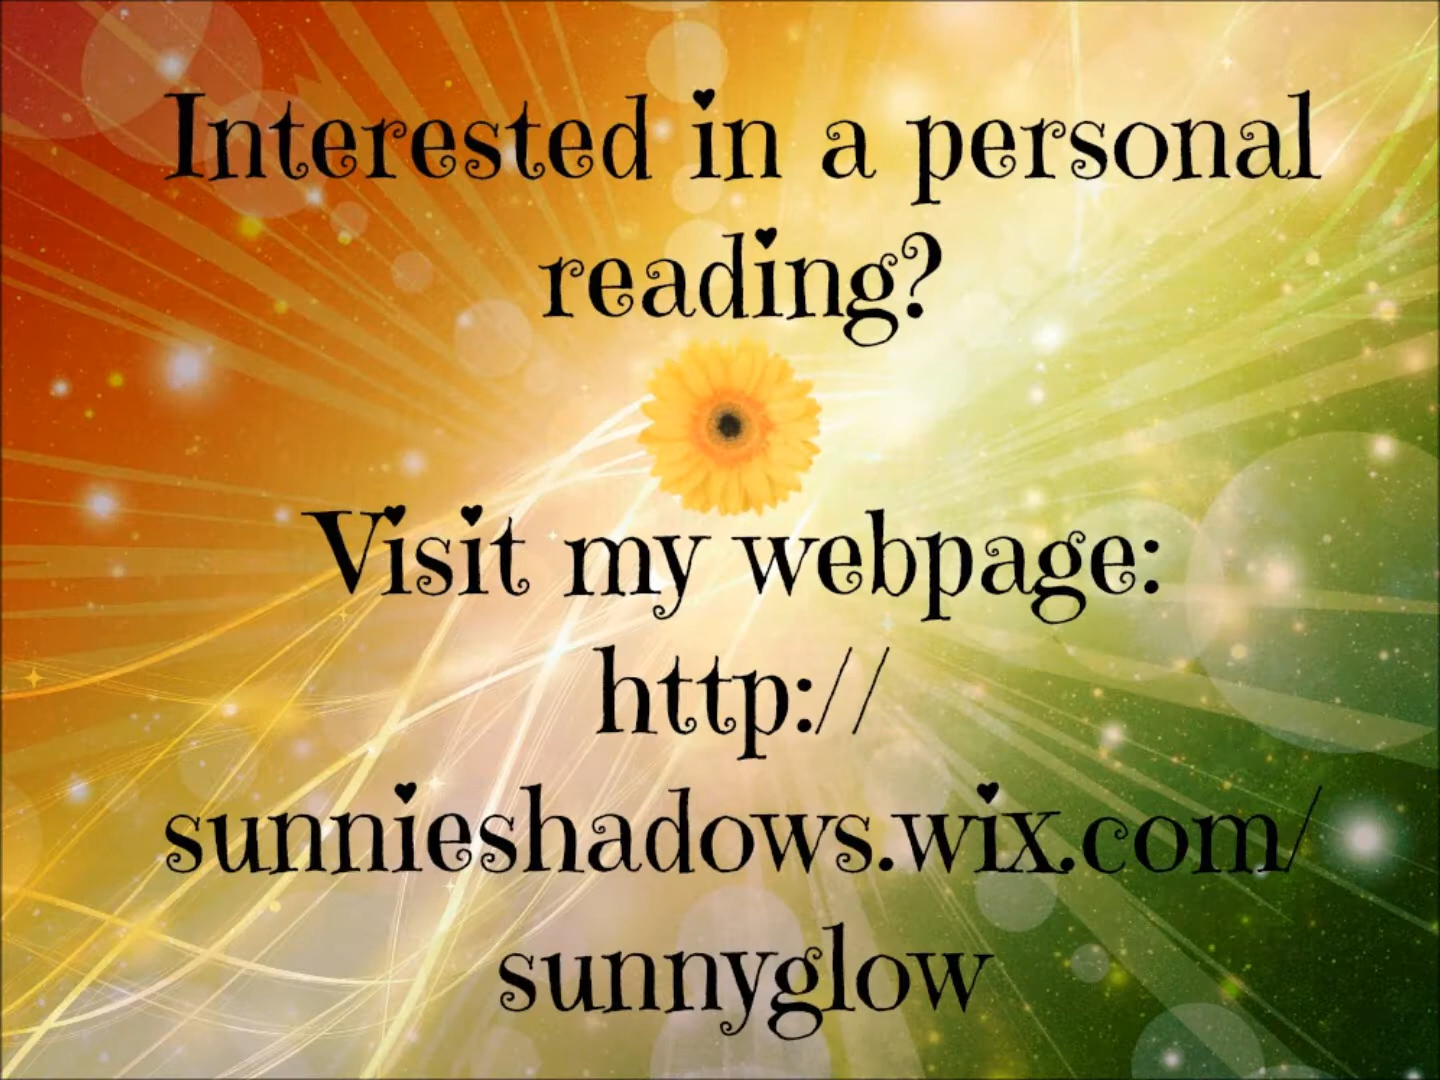 Interested in a personal
reading?
Visit my webpage:
http://
sunnieshadows.wix.com/
sunnyglow